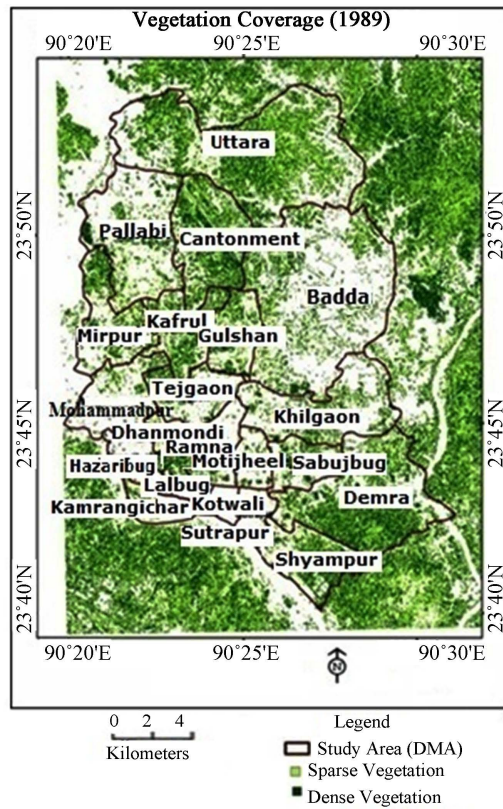 Vegetation Coverage (1989)
90°20'E 90°25'E 90°30'E
23°50'N 23°50'N
Uttara
Pallabi
Cantonment
Badda
Kafrul
Mirpur Gulshan
Tejgaon
Mohammadpur
Khilgaon
23°45'N 23°45'N
Dhanmondi
Ramna
Hazaribug Motijheel Sabujbug
Lalbug
Demra
Kamrangichar Kotwali
Sutrapur
Shyampur
23°40'N 23°40'N
90°20'E 90°25'E 90°30'E
N
0 2 4
Kilometers
Legend
Study Area (DMA)
Sparse Vegetation
Dense Vegetation